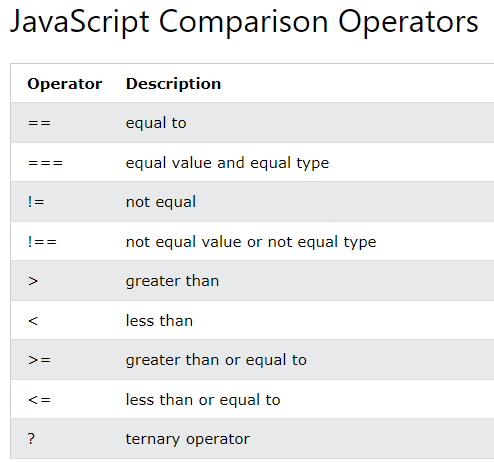 JavaScript Comparison Operators
Operator Description
== equal to
=== equal value and equal type
!= not equal
!== not equal value or not equal type
> greater than
< less than
>= greater than or equal to
<= less than or equal to
? ternary operator